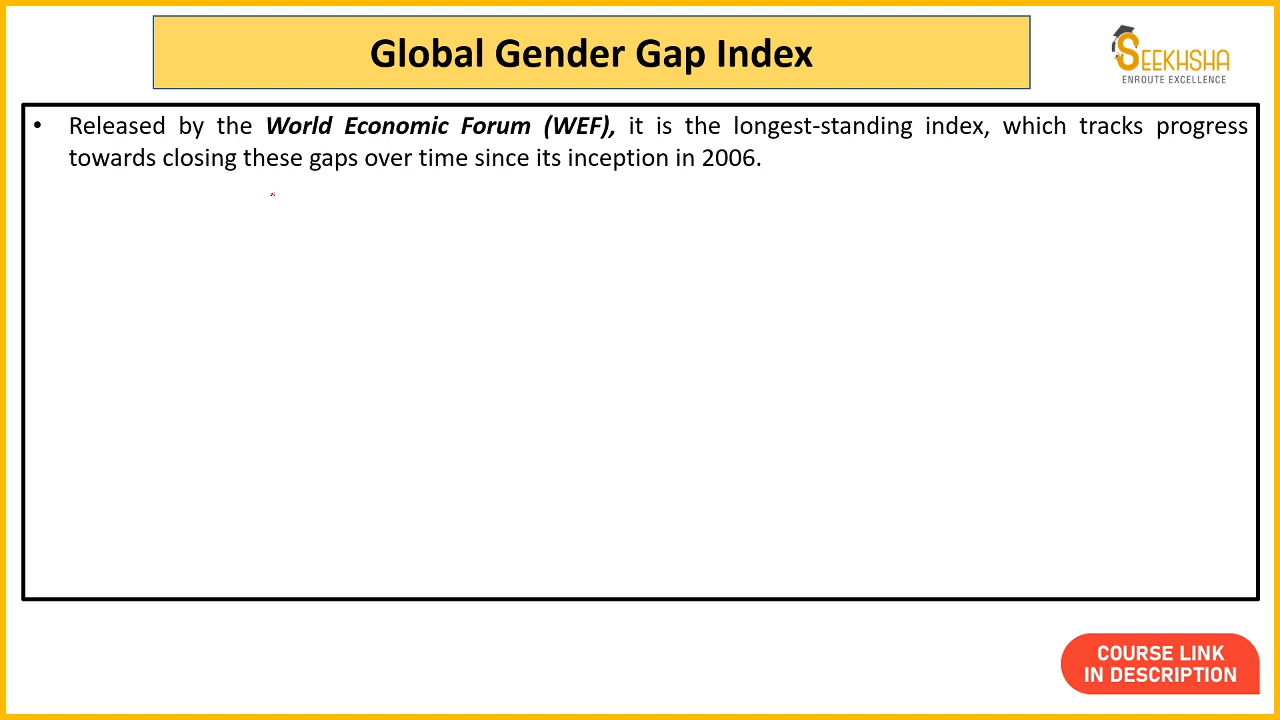 Global Gender Gap Index
SEEKHSHA
ENROUTE EXCELLENCE
• Released by the World Economic Forum (WEF), it is the longest-standing index, which tracks progress
towards closing these gaps over time since its inception in 2006.
COURSE LINK
IN DESCRIPTION